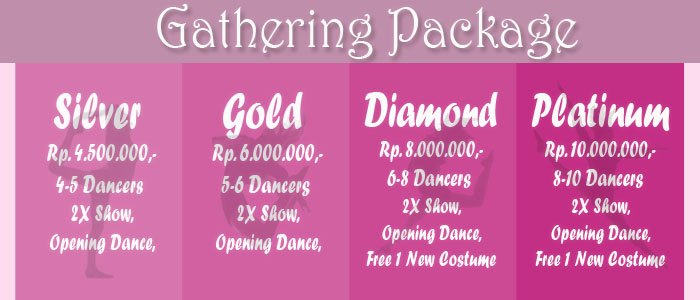 Gathering Package
Silver
Rp. 4.500.000,-
4-5 Dancers
2X Show,
Opening Dance,
Gold
Rp. 6.000.000,-
5-6 Dancers
2X Show,
Opening Dance,
Diamond
Rp. 8.000.000,-
6-8 Dancers
2X Show,
Opening Dance,
Free 1 New Costume
Platinum
Rp. 10.000.000,-
8-10 Dancers
2X Show,
Opening Dance,
Free 1 New Costume